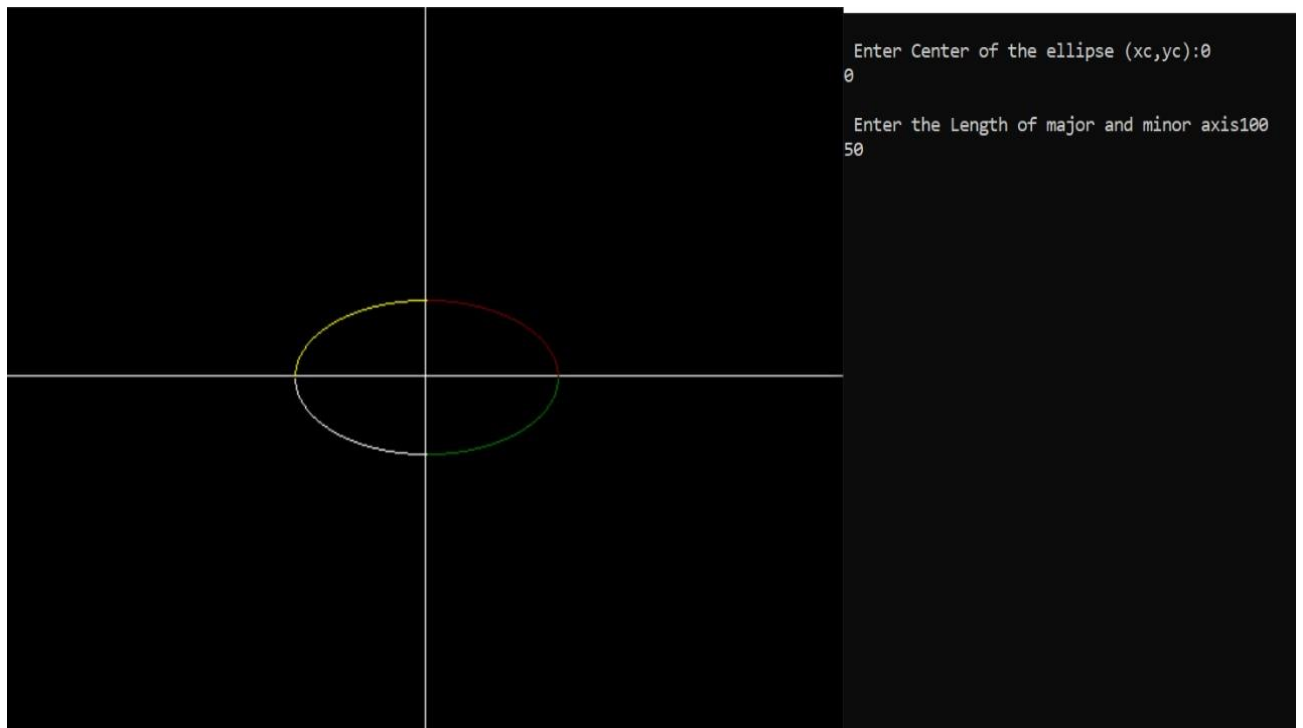 Enter Center of the ellipse (xc,yc):0
0
Enter the Length of major and minor axis100
50